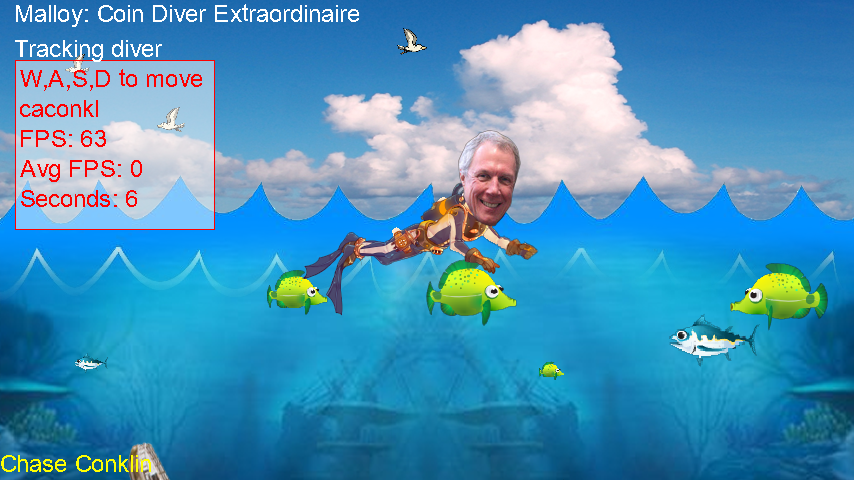 Malloy: Coin Diver Extraordinaire
Tracking diver
W,A,S,D to move
caconkl
FPS: 63
Avg FPS: 0
Seconds: 6
Chase Conklin